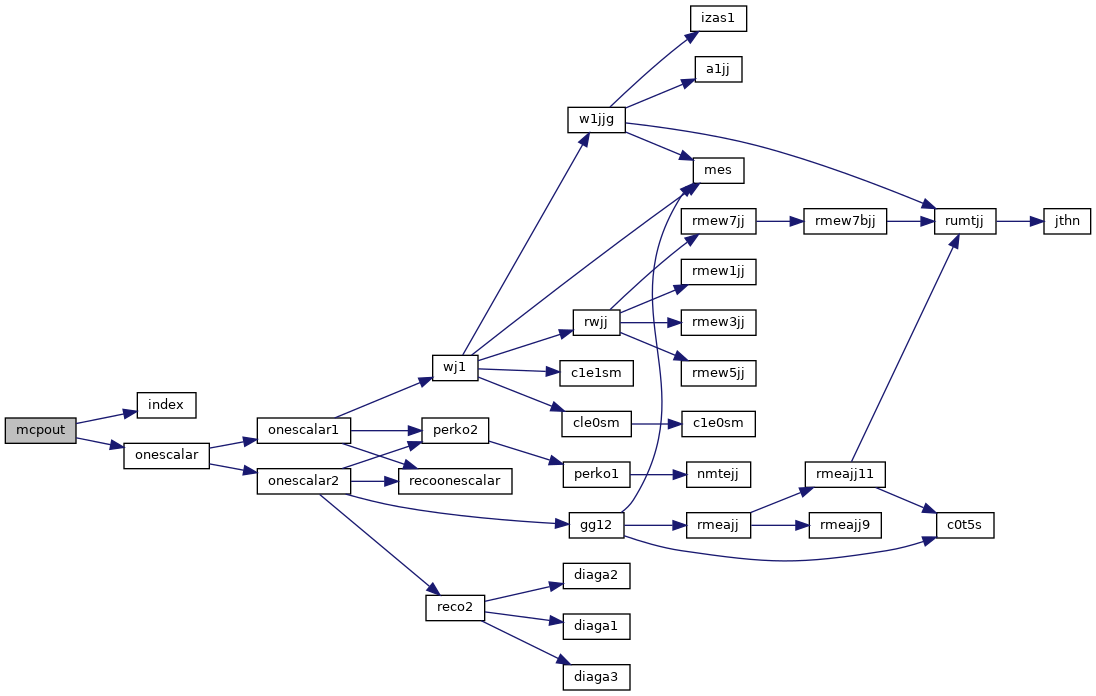 izas1
a1jj
w1jjg
mes
rmew7jj
rmew7bjj
rumtjj
jthn
rmew1jj
rwjj
rmew3jj
wj1
c1e1sm
rmew5jj
index
mcpout
onescalar1
perko2
cle0sm
c1e0sm
onescalar
onescalar2
recoonescalar
perko1
nmtejj
rmeajj11
gg12
rmeajj
rmeajj9
c0t5s
diaga2
reco2
diaga1
diaga3